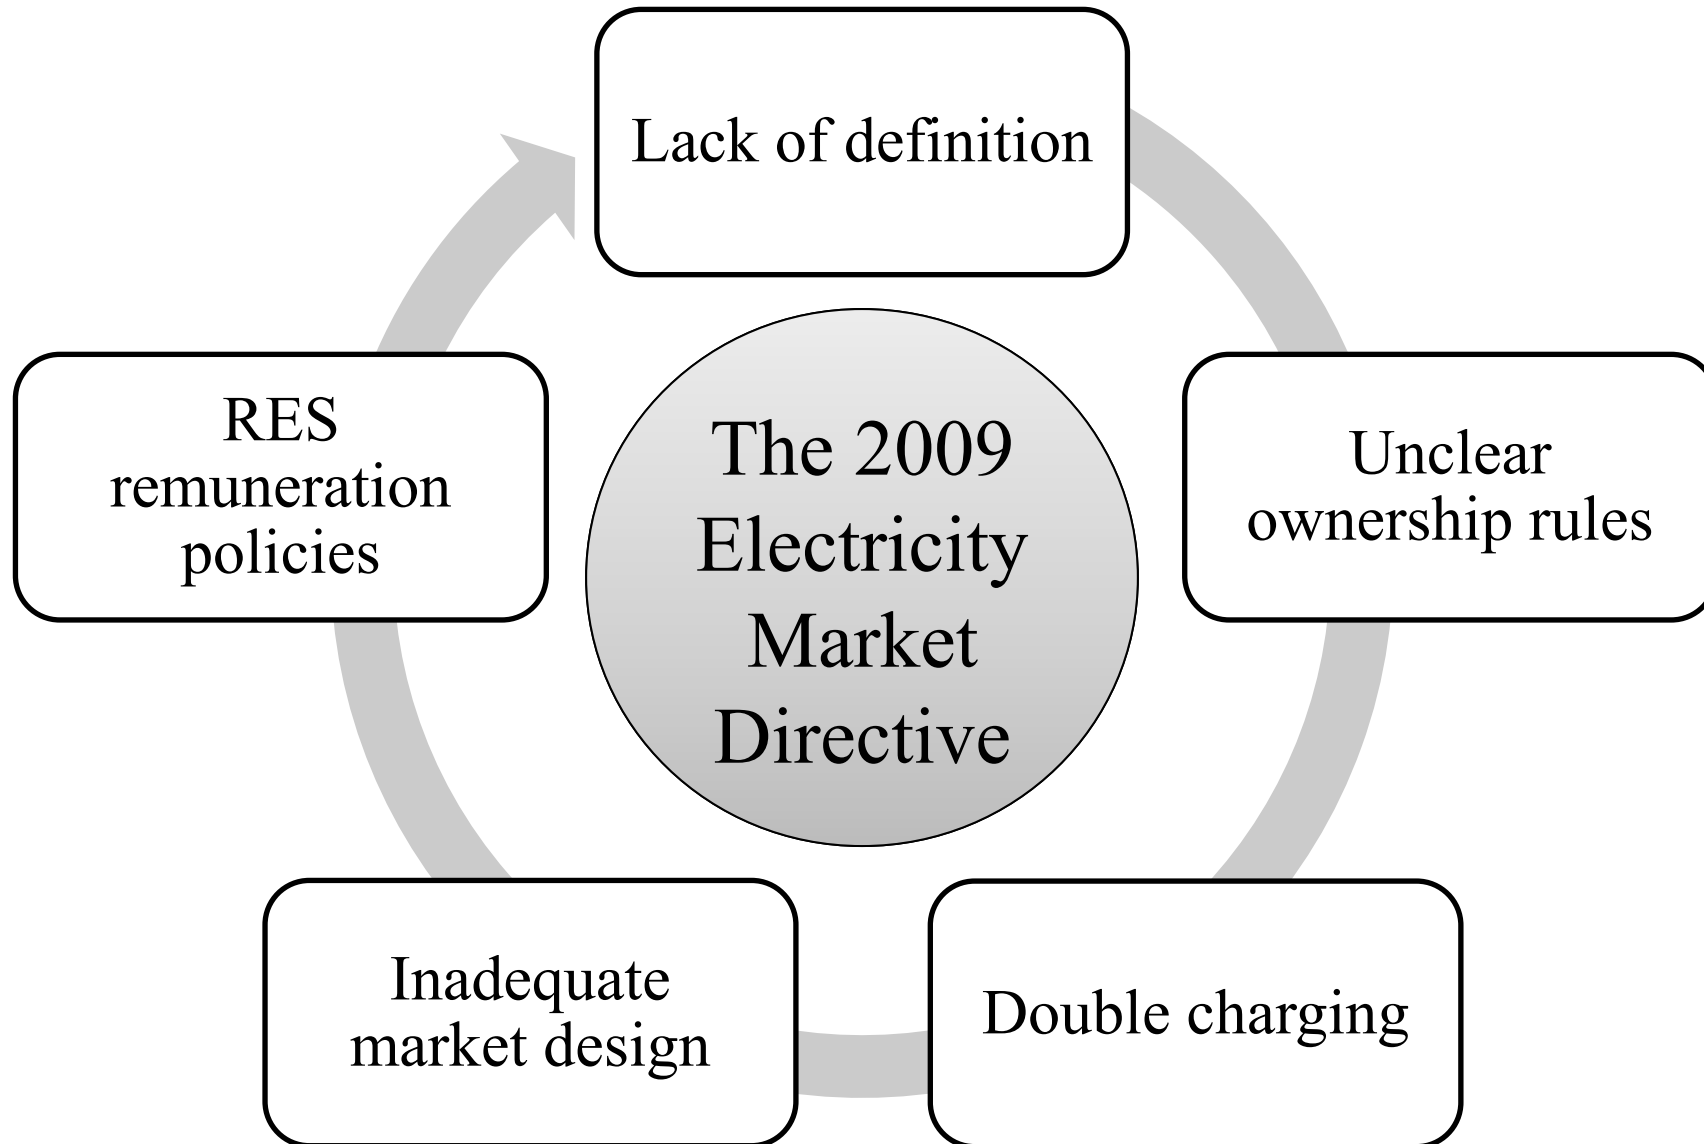 Lack of definition
RES
remuneration
policies
The 2009
Electricity
Market
Directive
Unclear
ownership rules
Inadequate
market design
Double charging